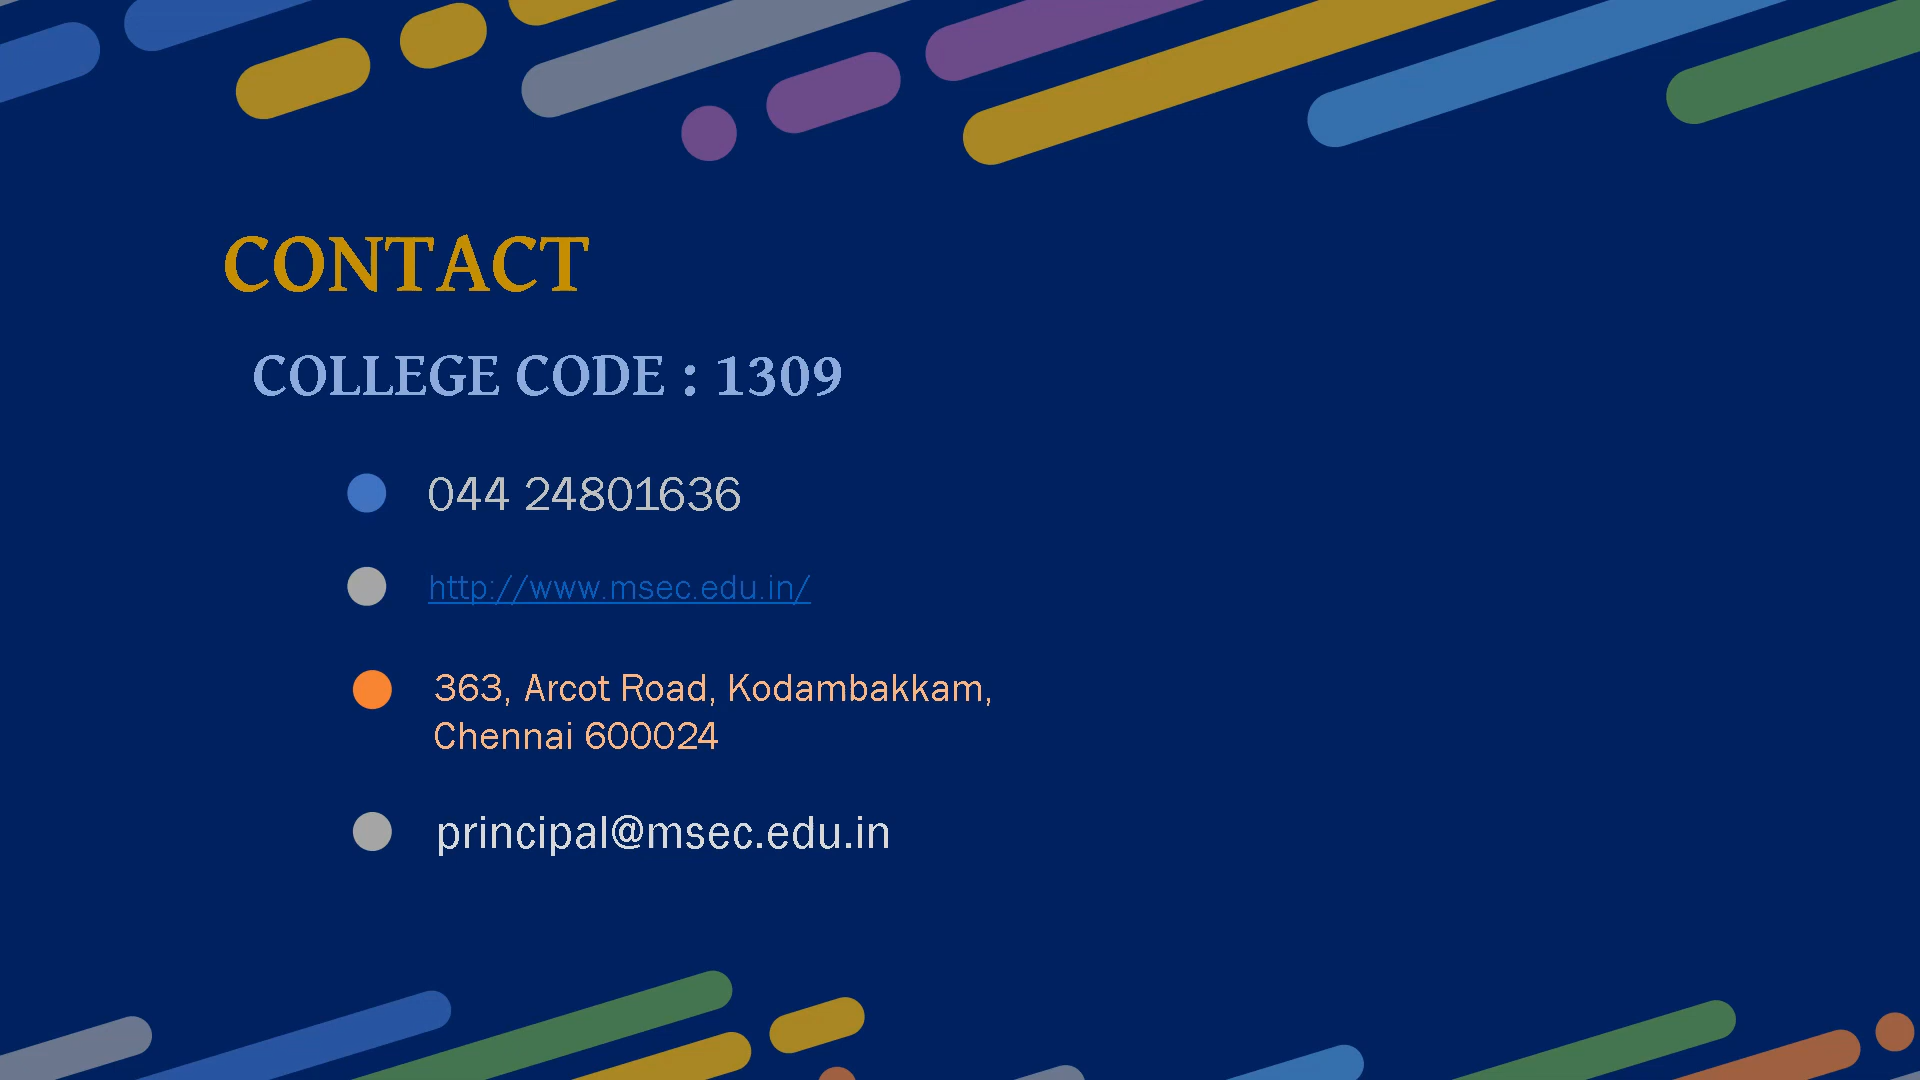 CONTACT
COLLEGE CODE : 1309
044 24801636
http://www.msec.edu.in/
363, Arcot Road, Kodambakkam,
Chennai 600024
principal@msec.edu.in